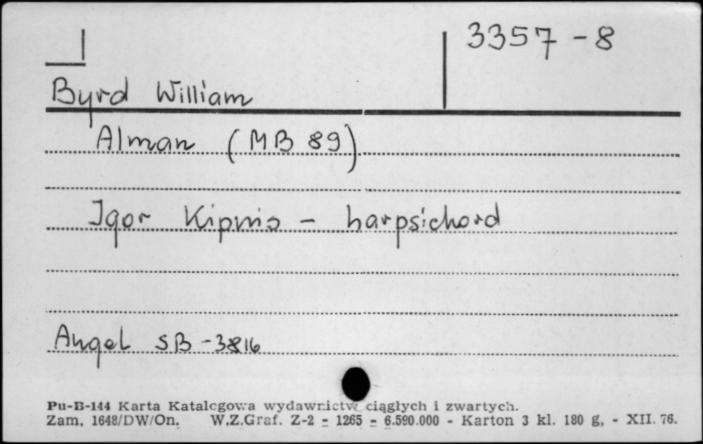 3357-8
Byrd William
Alman (MB 89)
Igor Kipnis - harpsichord
Angel SB-3816
Pu-B-144 Karta Katalogowa wydawnictw ciągłych i zwartych.
Zam. 1648/DW/On. W.Z.Graf. Z-2 - 1265 - 6.590.000 - Karton 3 kl. 180 g, - XII. 76.